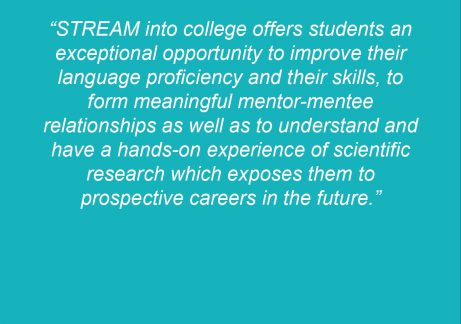 “STREAM into college offers students an
exceptional opportunity to improve their
language proficiency and their skills, to
form meaningful mentor-mentee
relationships as well as to understand and
have a hands-on experience of scientific
research which exposes them to
prospective careers in the future.”